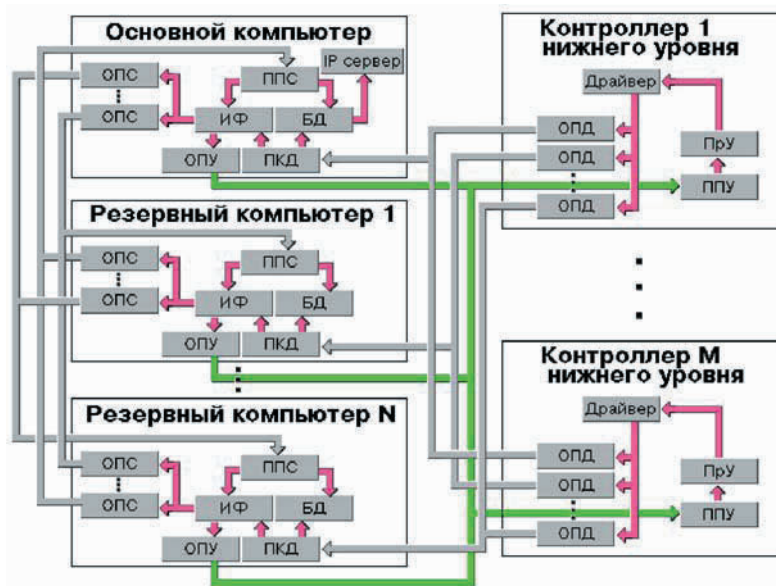 Основной компьютер
ОПС
ОПС
ППС
IP сервер
ИФ
БД
ОПУ
ПКД
Резервный компьютер 1
ОПС
ОПС
ППС
ИФ
БД
ОПУ
ПКД
Резервный компьютер N
ОПС
ОПС
ППС
ИФ
БД
ОПУ
ПКД
Контроллер 1
нижнего уровня
Драйвер
ОПД
ОПД
ОПД
ПрУ
ППУ
Контроллер М
нижнего уровня
Драйвер
ОПД
ОПД
ОПД
ПрУ
ППУ